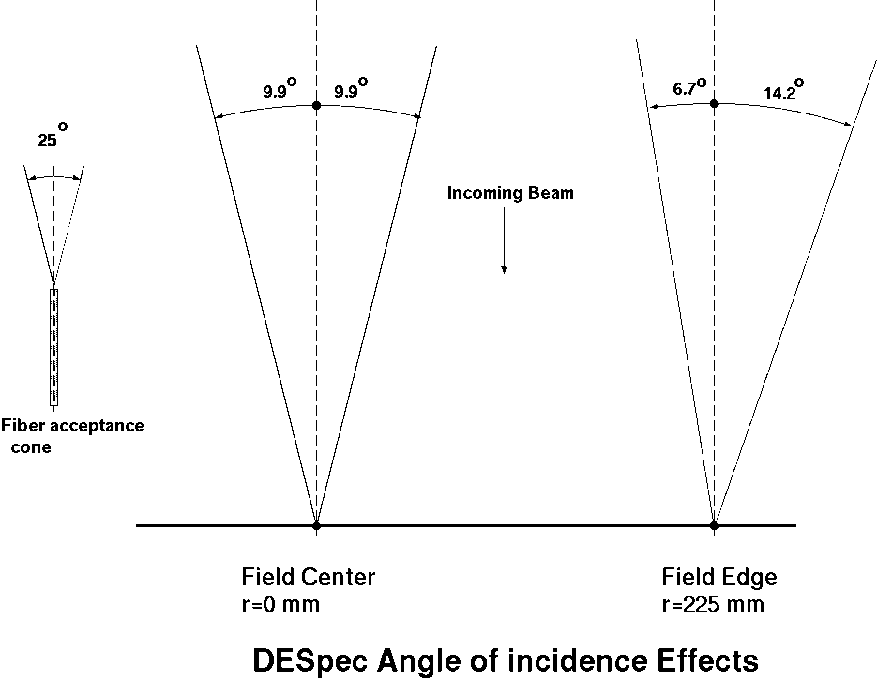 25°
9.9° 9.9°
6.7° 14.2°
Incoming Beam
Fiber acceptance
cone
Field Center
r=0 mm
Field Edge
r=225 mm
DESpec Angle of incidence Effects